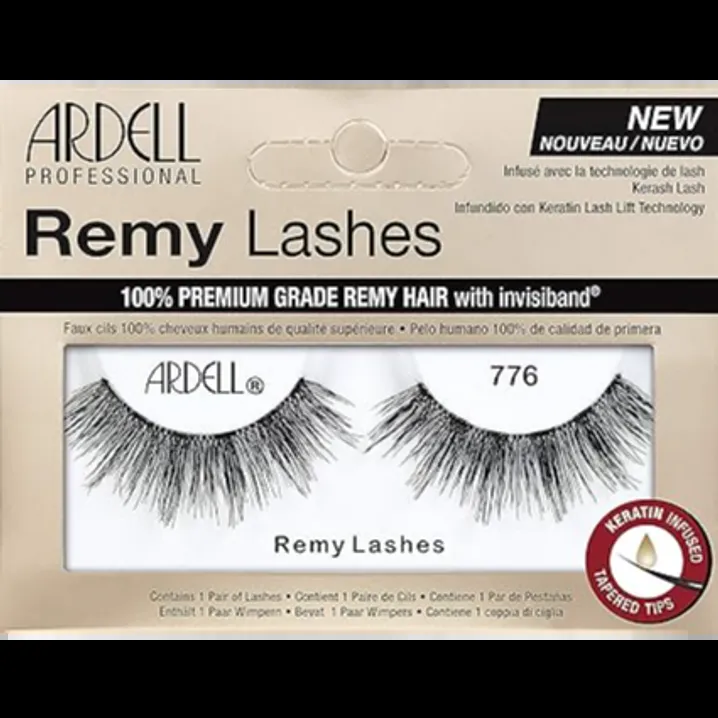 ARDELL
PROFESSIONAL
NEW
NOUVEAU / NUEVO
Infusé avec la technologie de lash
Kerash Lash
Infundido con Keratin Lash Lift Technology
Remy Lashes
100% PREMIUM GRADE REMY HAIR with invisiband®
Faux cils 100% cheveux humains de qualité supérieure • Pelo humano 100% de calidad de primera
ARDELL®
776
Remy Lashes
KERATIN INFUSED
TAPERED TIPS
Contains 1 Pair of Lashes • Contient 1 Paire de Cils • Contiene 1 Par de Pestañas
Enthält 1 Paar Wimpern • Bevat 1 Paar Wimpers • Contiene 1 coppia di ciglia